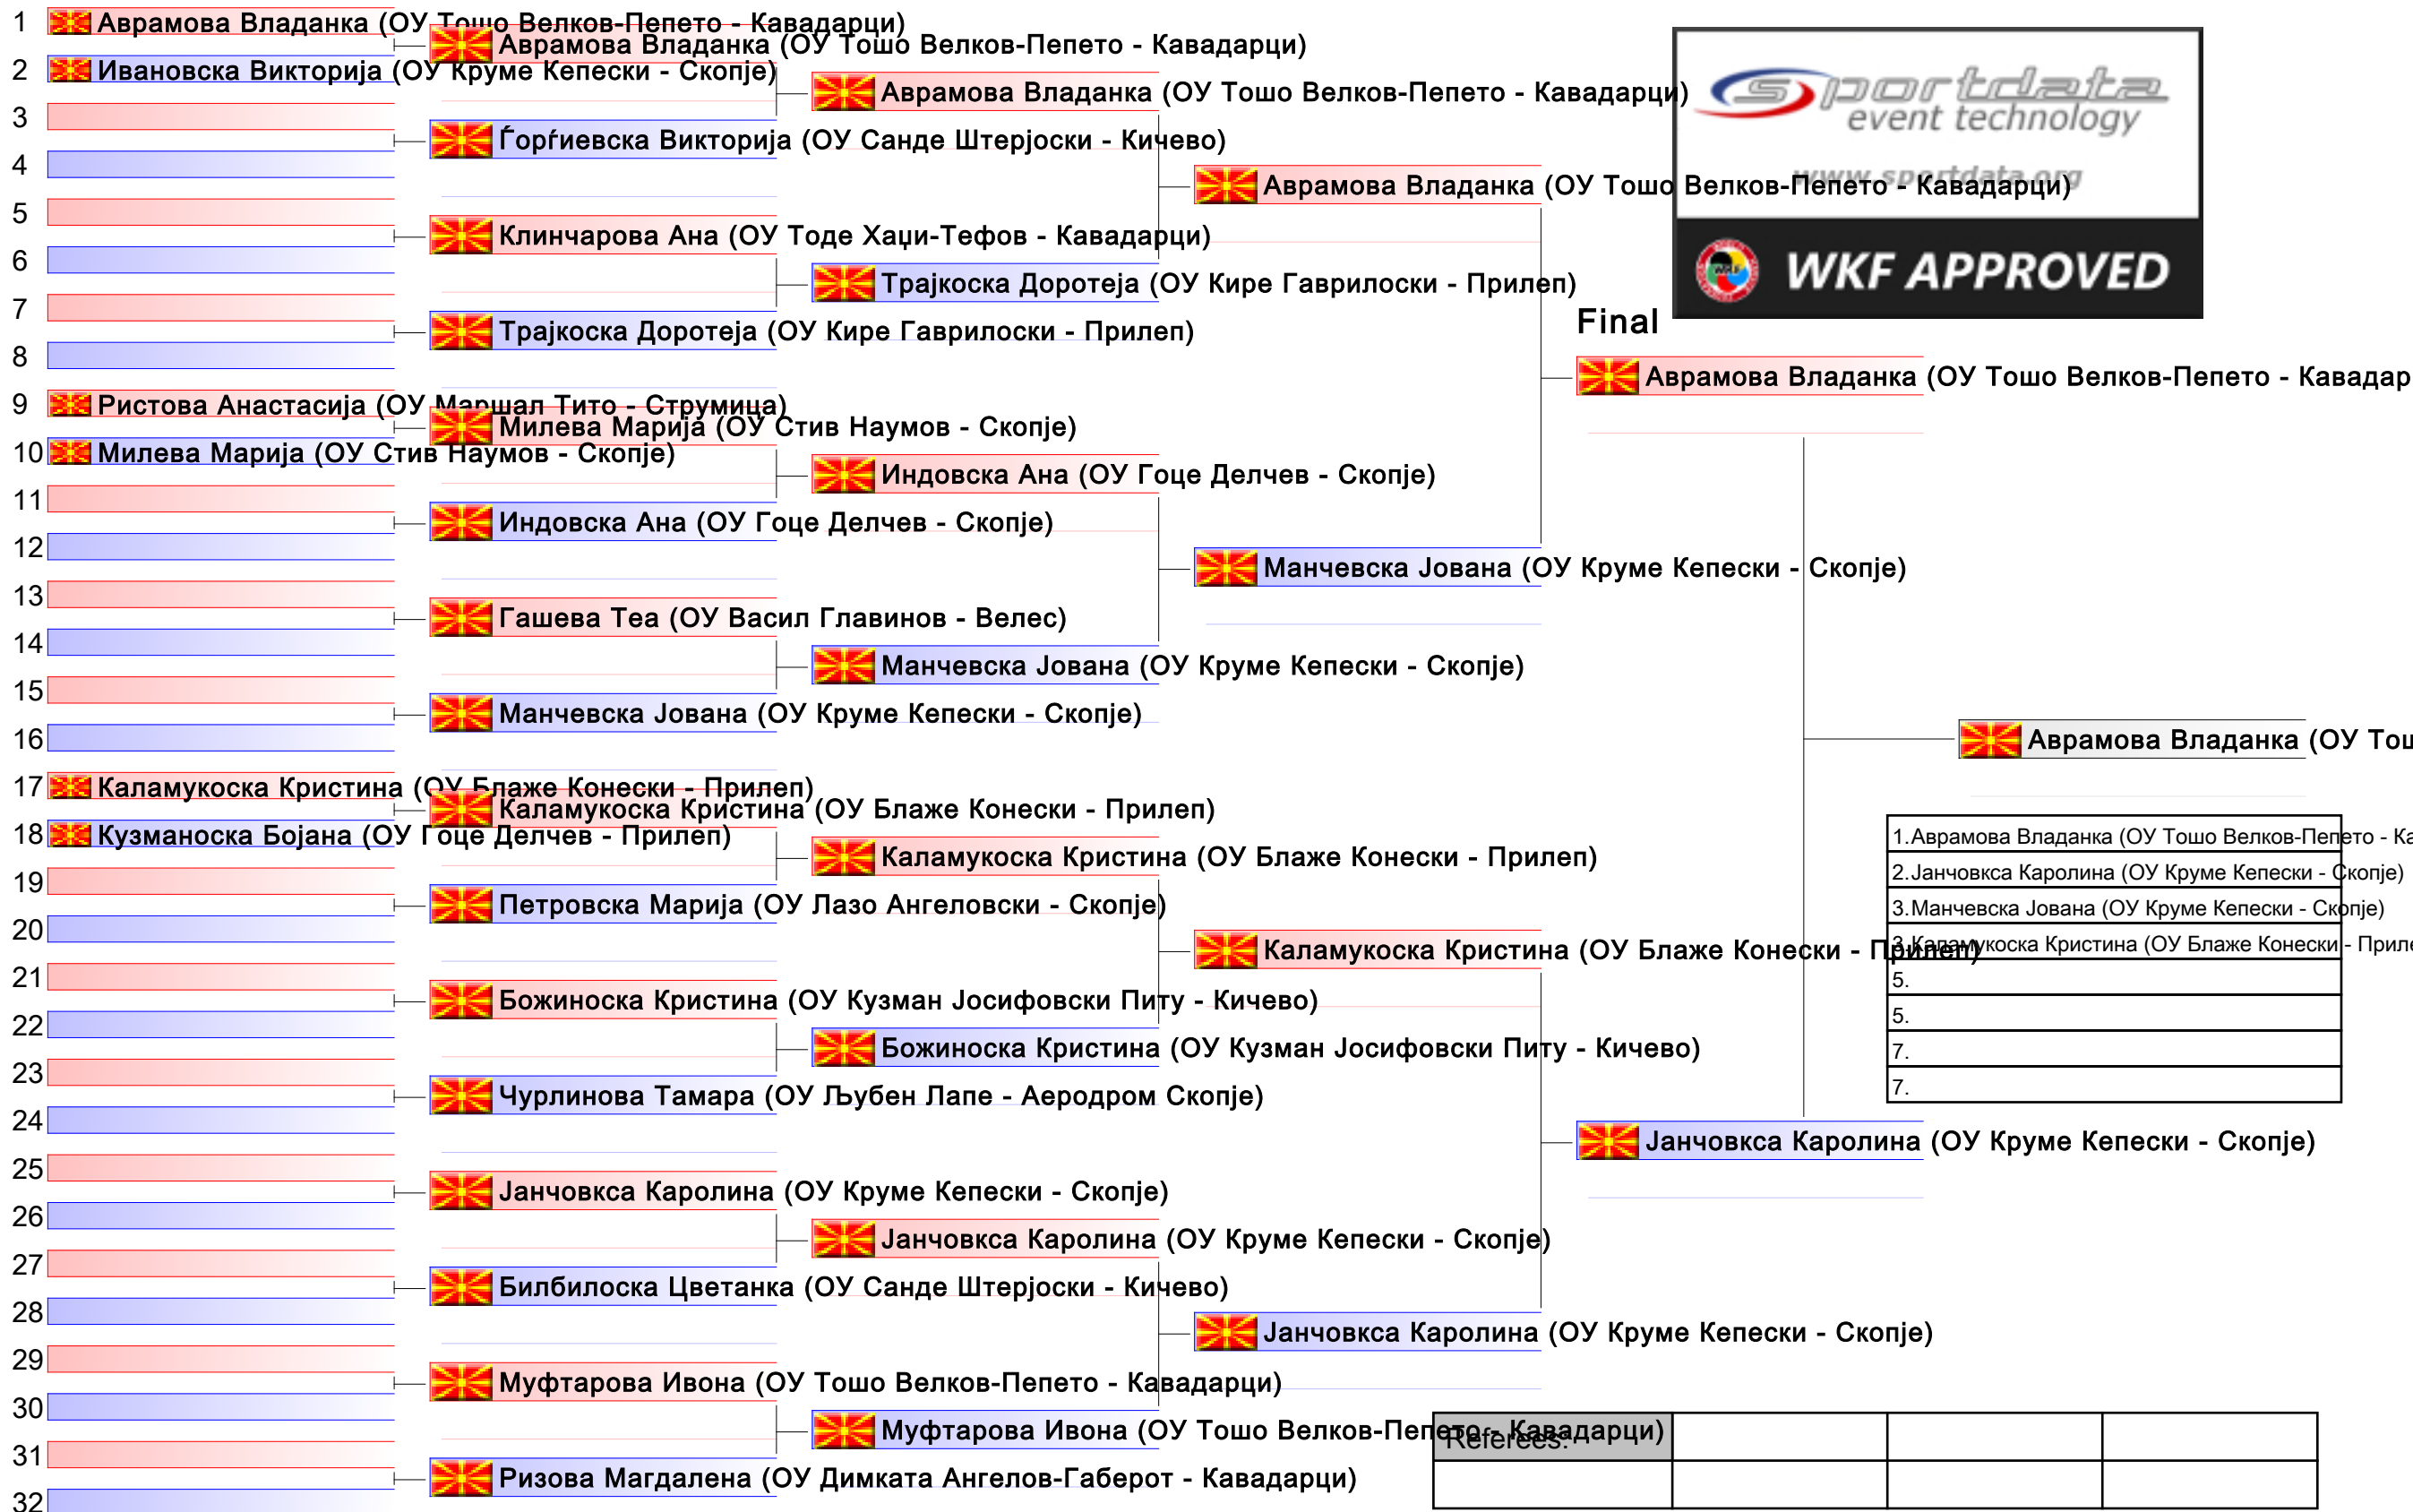 1 Аврамова Владанка (ОУ Тошо Велков-Пепето - Кавадарци)
Аврамова Владанка (ОУ Тошо Велков-Пепето - Кавадарци)
2 Ивановска Викторија (ОУ Круме Кепески - Скопје)
Аврамова Владанка (ОУ Тошо Велков-Пепето - Кавадарци)
sportdata
event technology
www.sportdata.org
3
Ѓорѓиевска Викторија (ОУ Санде Штерјоски - Кичево)
4
Аврамова Владанка (ОУ Тошо Велков-Пепето - Кавадарци)
5
Клинчарова Ана (ОУ Тоде Хаџи-Тефов - Кавадарци)
6
Трајкоска Доротеја (ОУ Кире Гаврилоски - Прилеп)
WKF
WKF APPROVED
7
Final
Трајкоска Доротеја (ОУ Кире Гаврилоски - Прилеп)
8
Аврамова Владанка (ОУ Тошо Велков-Пепето - Кавадар
9 Ристова Анастасија (ОУ Маршал Тито - Струмица)
Милева Марија (ОУ Стив Наумов - Скопје)
10 Милева Марија (ОУ Стив Наумов - Скопје)
Индовска Ана (ОУ Гоце Делчев - Скопје)
11
Индовска Ана (ОУ Гоце Делчев - Скопје)
12
Манчевска Јована (ОУ Круме Кепески - Скопје)
13
Гашева Теа (ОУ Васил Главинов - Велес)
14
Манчевска Јована (ОУ Круме Кепески - Скопје)
15
Манчевска Јована (ОУ Круме Кепески - Скопје)
16
Аврамова Владанка (ОУ Тош
17 Каламукоска Кристина (ОУ Блаже Конески - Прилеп)
Каламукоска Кристина (ОУ Блаже Конески - Прилеп)
18 Кузманоска Бојана (ОУ Гоце Делчев - Прилеп)
Каламукоска Кристина (ОУ Блаже Конески - Прилеп)
1.Аврамова Владанка (ОУ Тошо Велков-Пепето - Ка
2.Јанчовкса Каролина (ОУ Круме Кепески - Скопје)
3.Манчевска Јована (ОУ Круме Кепески - Скопје)
3.Каламукоска Кристина (ОУ Блаже Конески - Приле
5.
5.
7.
7.
19
Петровска Марија (ОУ Лазо Ангеловски - Скопје)
20
Каламукоска Кристина (ОУ Блаже Конески - Прилеп)
21
Божиноска Кристина (ОУ Кузман Јосифовски Питу - Кичево)
22
Божиноска Кристина (ОУ Кузман Јосифовски Питу - Кичево)
23
Чурлинова Тамара (ОУ Љубен Лапе - Аеродром Скопје)
24
Јанчовкса Каролина (ОУ Круме Кепески - Скопје)
25
Јанчовкса Каролина (ОУ Круме Кепески - Скопје)
26
Јанчовкса Каролина (ОУ Круме Кепески - Скопје)
27
Билбилоска Цветанка (ОУ Санде Штерјоски - Кичево)
28
Јанчовкса Каролина (ОУ Круме Кепески - Скопје)
29
Муфтарова Ивона (ОУ Тошо Велков-Пепето - Кавадарци)
30
Муфтарова Ивона (ОУ Тошо Велков-Пепето - Кавадарци)
Referees:
31
Ризова Магдалена (ОУ Димката Ангелов-Габерот - Кавадарци)
32